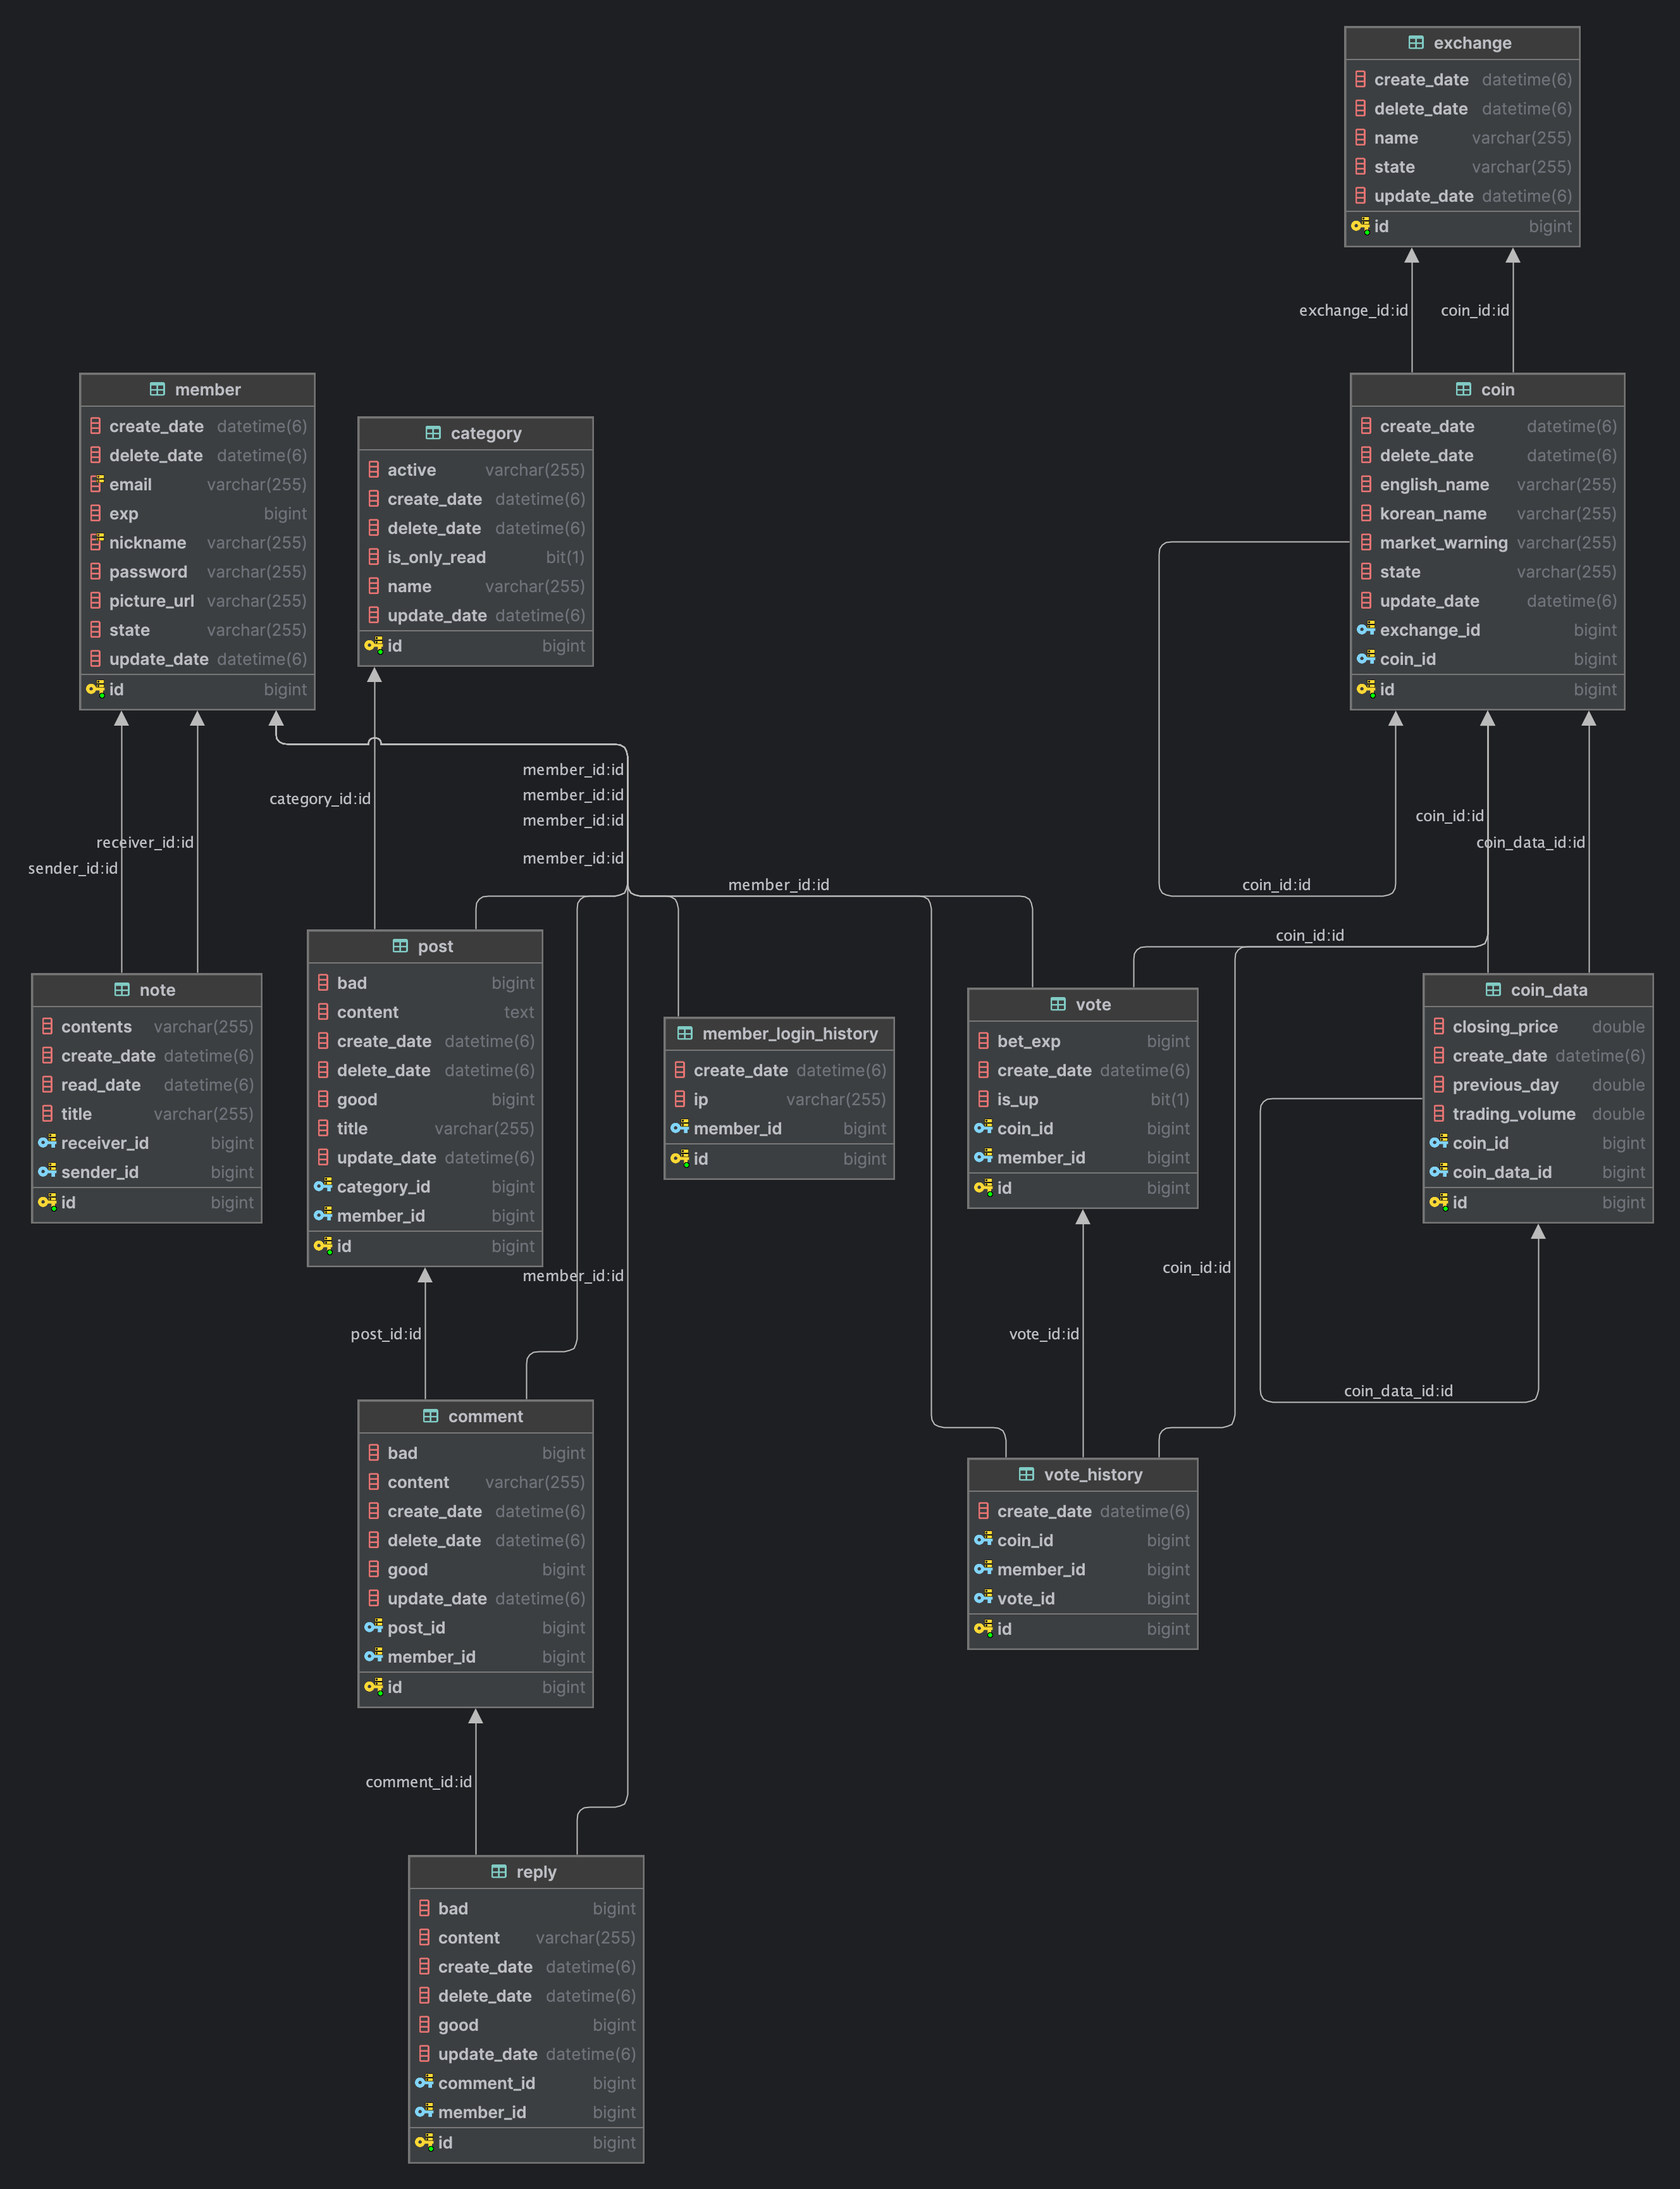 exchange
create_date datetime(6)
delete_date datetime(6)
name varchar(255)
state varchar(255)
update_date datetime(6)
id bigint
exchange_id:id
coin_id:id
member
create_date datetime(6)
delete_date datetime(6)
email varchar(255)
exp bigint
nickname varchar(255)
password varchar(255)
picture_url varchar(255)
state varchar(255)
update_date datetime(6)
id bigint
category
active varchar(255)
create_date datetime(6)
delete_date datetime(6)
is_only_read bit(1)
name varchar(255)
update_date datetime(6)
id bigint
coin
create_date datetime(6)
delete_date datetime(6)
english_name varchar(255)
korean_name varchar(255)
market_warning varchar(255)
state varchar(255)
update_date datetime(6)
exchange_id bigint
coin_id bigint
id bigint
member_id:id
member_id:id
member_id:id
member_id:id
category_id:id
receiver_id:id
sender_id:id
member_id:id
coin_id:id
coin_data_id:id
coin_id:id
coin_id:id
note
contents varchar(255)
create_date datetime(6)
read_date datetime(6)
title varchar(255)
receiver_id bigint
sender_id bigint
id bigint
post
bad bigint
content text
create_date datetime(6)
delete_date datetime(6)
good bigint
title varchar(255)
update_date datetime(6)
category_id bigint
member_id bigint
id bigint
member_login_history
create_date datetime(6)
ip varchar(255)
member_id bigint
id bigint
vote
bet_exp bigint
create_date datetime(6)
is_up bit(1)
coin_id bigint
member_id bigint
id bigint
coin_data
closing_price double
create_date datetime(6)
previous_day double
trading_volume double
coin_id bigint
coin_data_id bigint
id bigint
member_id:id
post_id:id
coin_id:id
vote_id:id
coin_data_id:id
comment
bad bigint
content varchar(255)
create_date datetime(6)
delete_date datetime(6)
good bigint
update_date datetime(6)
post_id bigint
member_id bigint
id bigint
vote_history
create_date datetime(6)
coin_id bigint
member_id bigint
vote_id bigint
id bigint
comment_id:id
reply
bad bigint
content varchar(255)
create_date datetime(6)
delete_date datetime(6)
good bigint
update_date datetime(6)
comment_id bigint
member_id bigint
id bigint